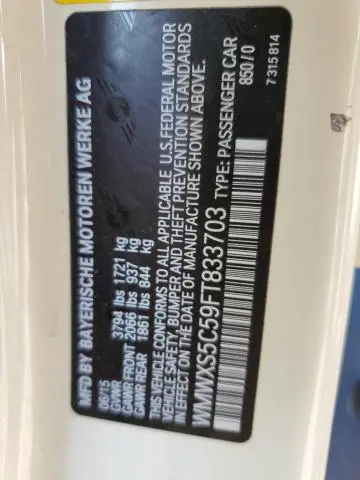 MFD BY BAYERISCHE MOTOREN WERKE AG
06/15
GVWR 3794 lbs 1721 kg
GAWR FRONT 2066 lbs 937 kg
GAWR REAR 1861 lbs 844 kg
THIS VEHICLE CONFORMS TO ALL APPLICABLE U.S. FEDERAL MOTOR
VEHICLE SAFETY, BUMPER AND THEFT PREVENTION STANDARDS
IN EFFECT ON THE DATE OF MANUFACTURE SHOWN ABOVE.
WMWXS5C59FT833703 TYPE: PASSENGER CAR
850/0
7 315 814